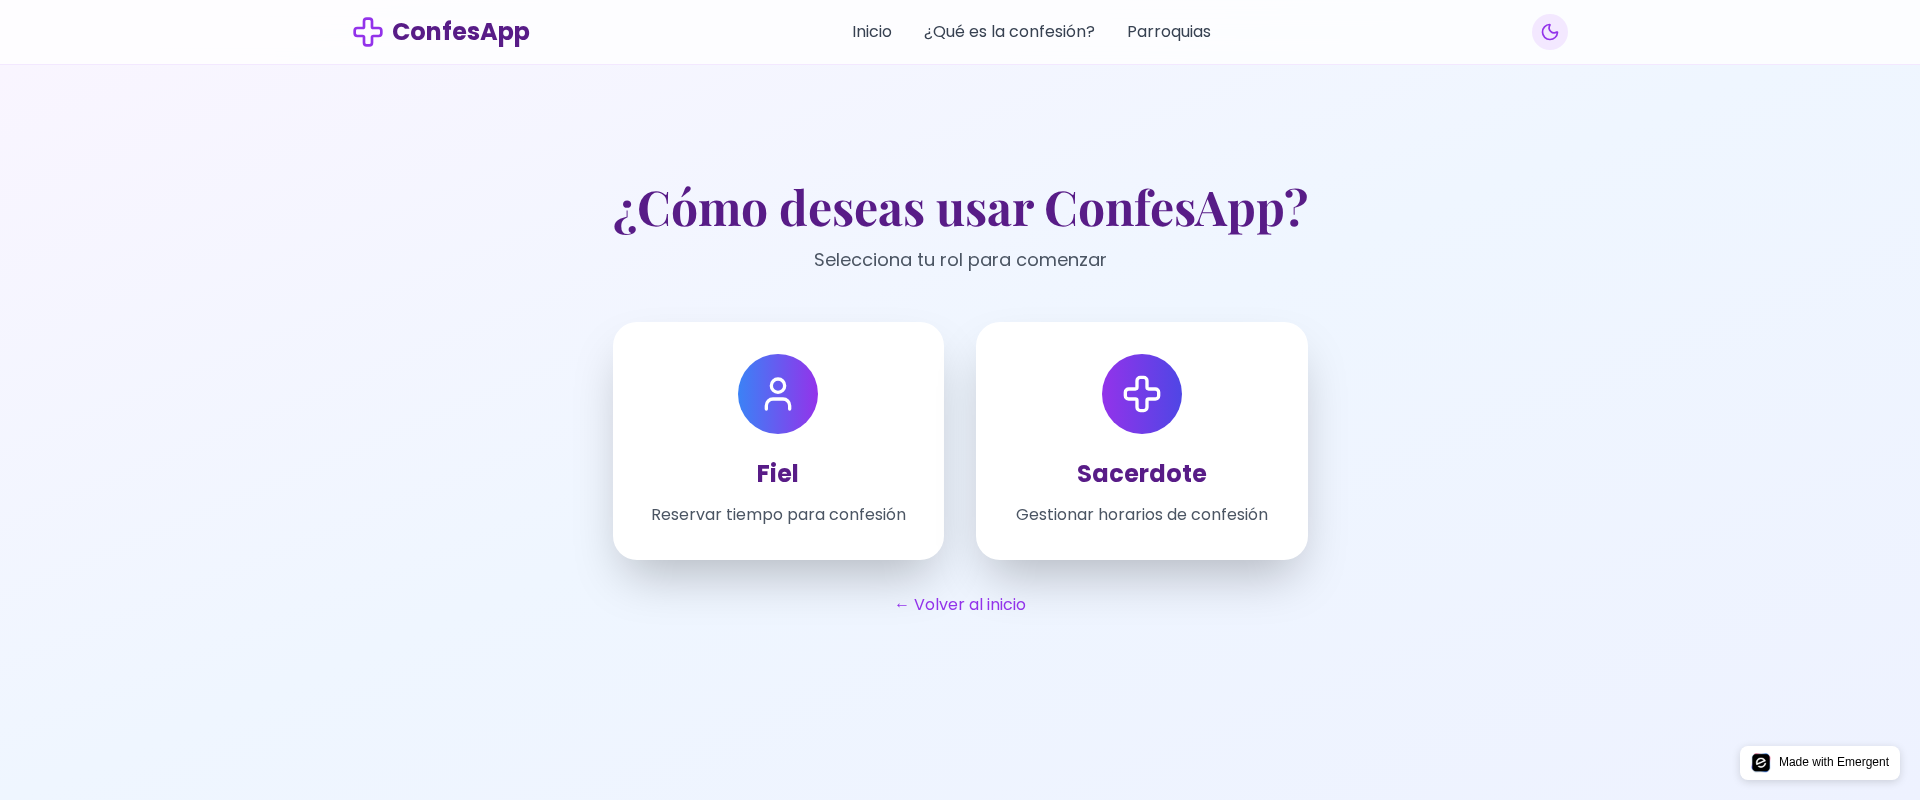 ConfesApp
Inicio
¿Qué es la confesión?
Parroquias
¿Cómo deseas usar ConfesApp?
Selecciona tu rol para comenzar
Fiel
Reservar tiempo para confesión
Sacerdote
Gestionar horarios de confesión
← Volver al inicio
Made with Emergent